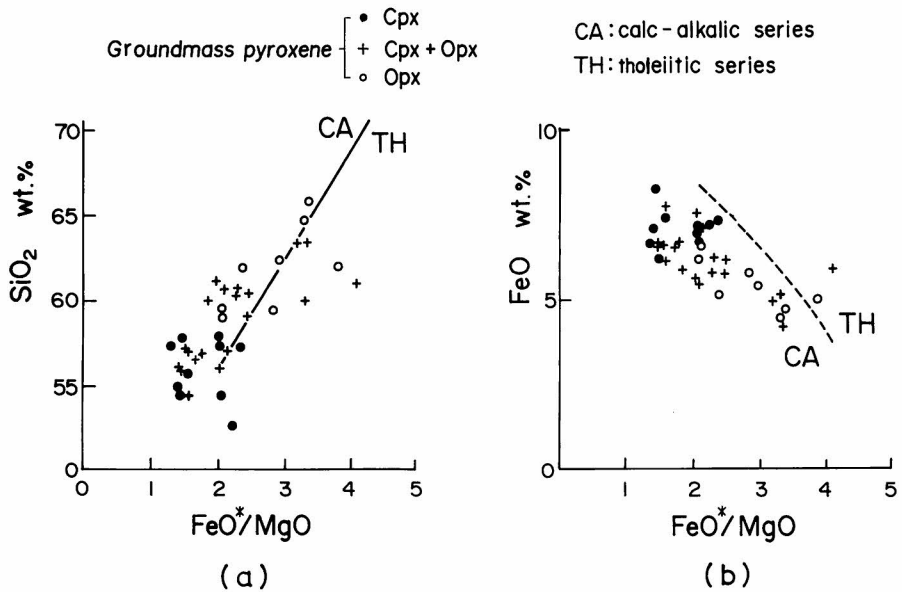 Groundmass pyroxene
● Cpx
+ Cpx + Opx
○ Opx
CA : calc-alkalic series
TH : tholeiitic series
SiO₂ wt.%
70
65
60
55
0
CA
TH
1 2 3 4 5
FeO*/MgO
(a)
FeO wt.%
10
5
0
TH
CA
1 2 3 4 5
FeO*/MgO
(b)